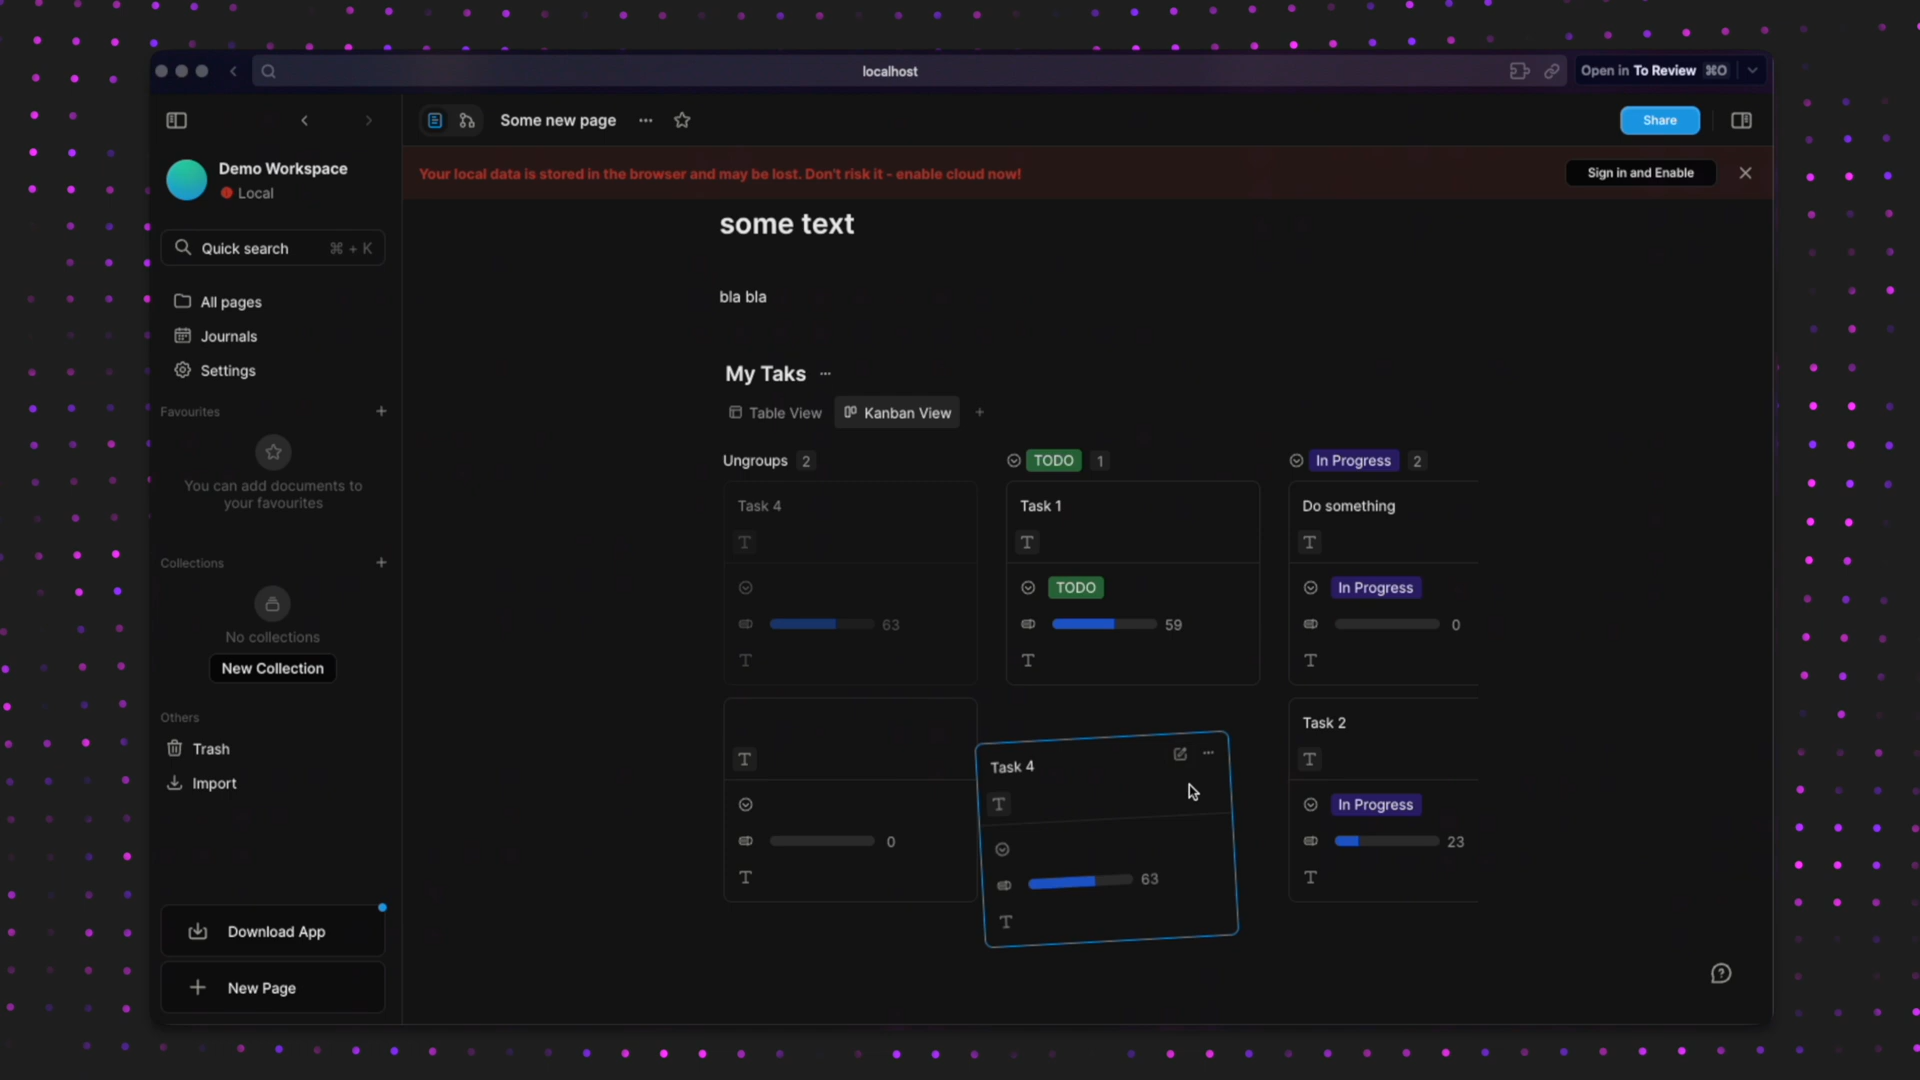 localhost
Open in To Review ⌘O
Some new page
Share
Demo Workspace
Local
Your local data is stored in the browser and may be lost. Don't risk it - enable cloud now!
Sign in and Enable
Quick search ⌘ + K
All pages
Journals
Settings
Favourites
You can add documents to
your favourites
Collections
No collections
New Collection
Others
Trash
Import
Download App
New Page
some text
bla bla
My Taks
Table View
Kanban View
Ungroups 2
Task 4
T
63
T
T
0
T
TODO 1
Task 1
T
TODO
59
T
Task 4
T
63
T
In Progress 2
Do something
T
In Progress
0
T
Task 2
T
In Progress
23
T